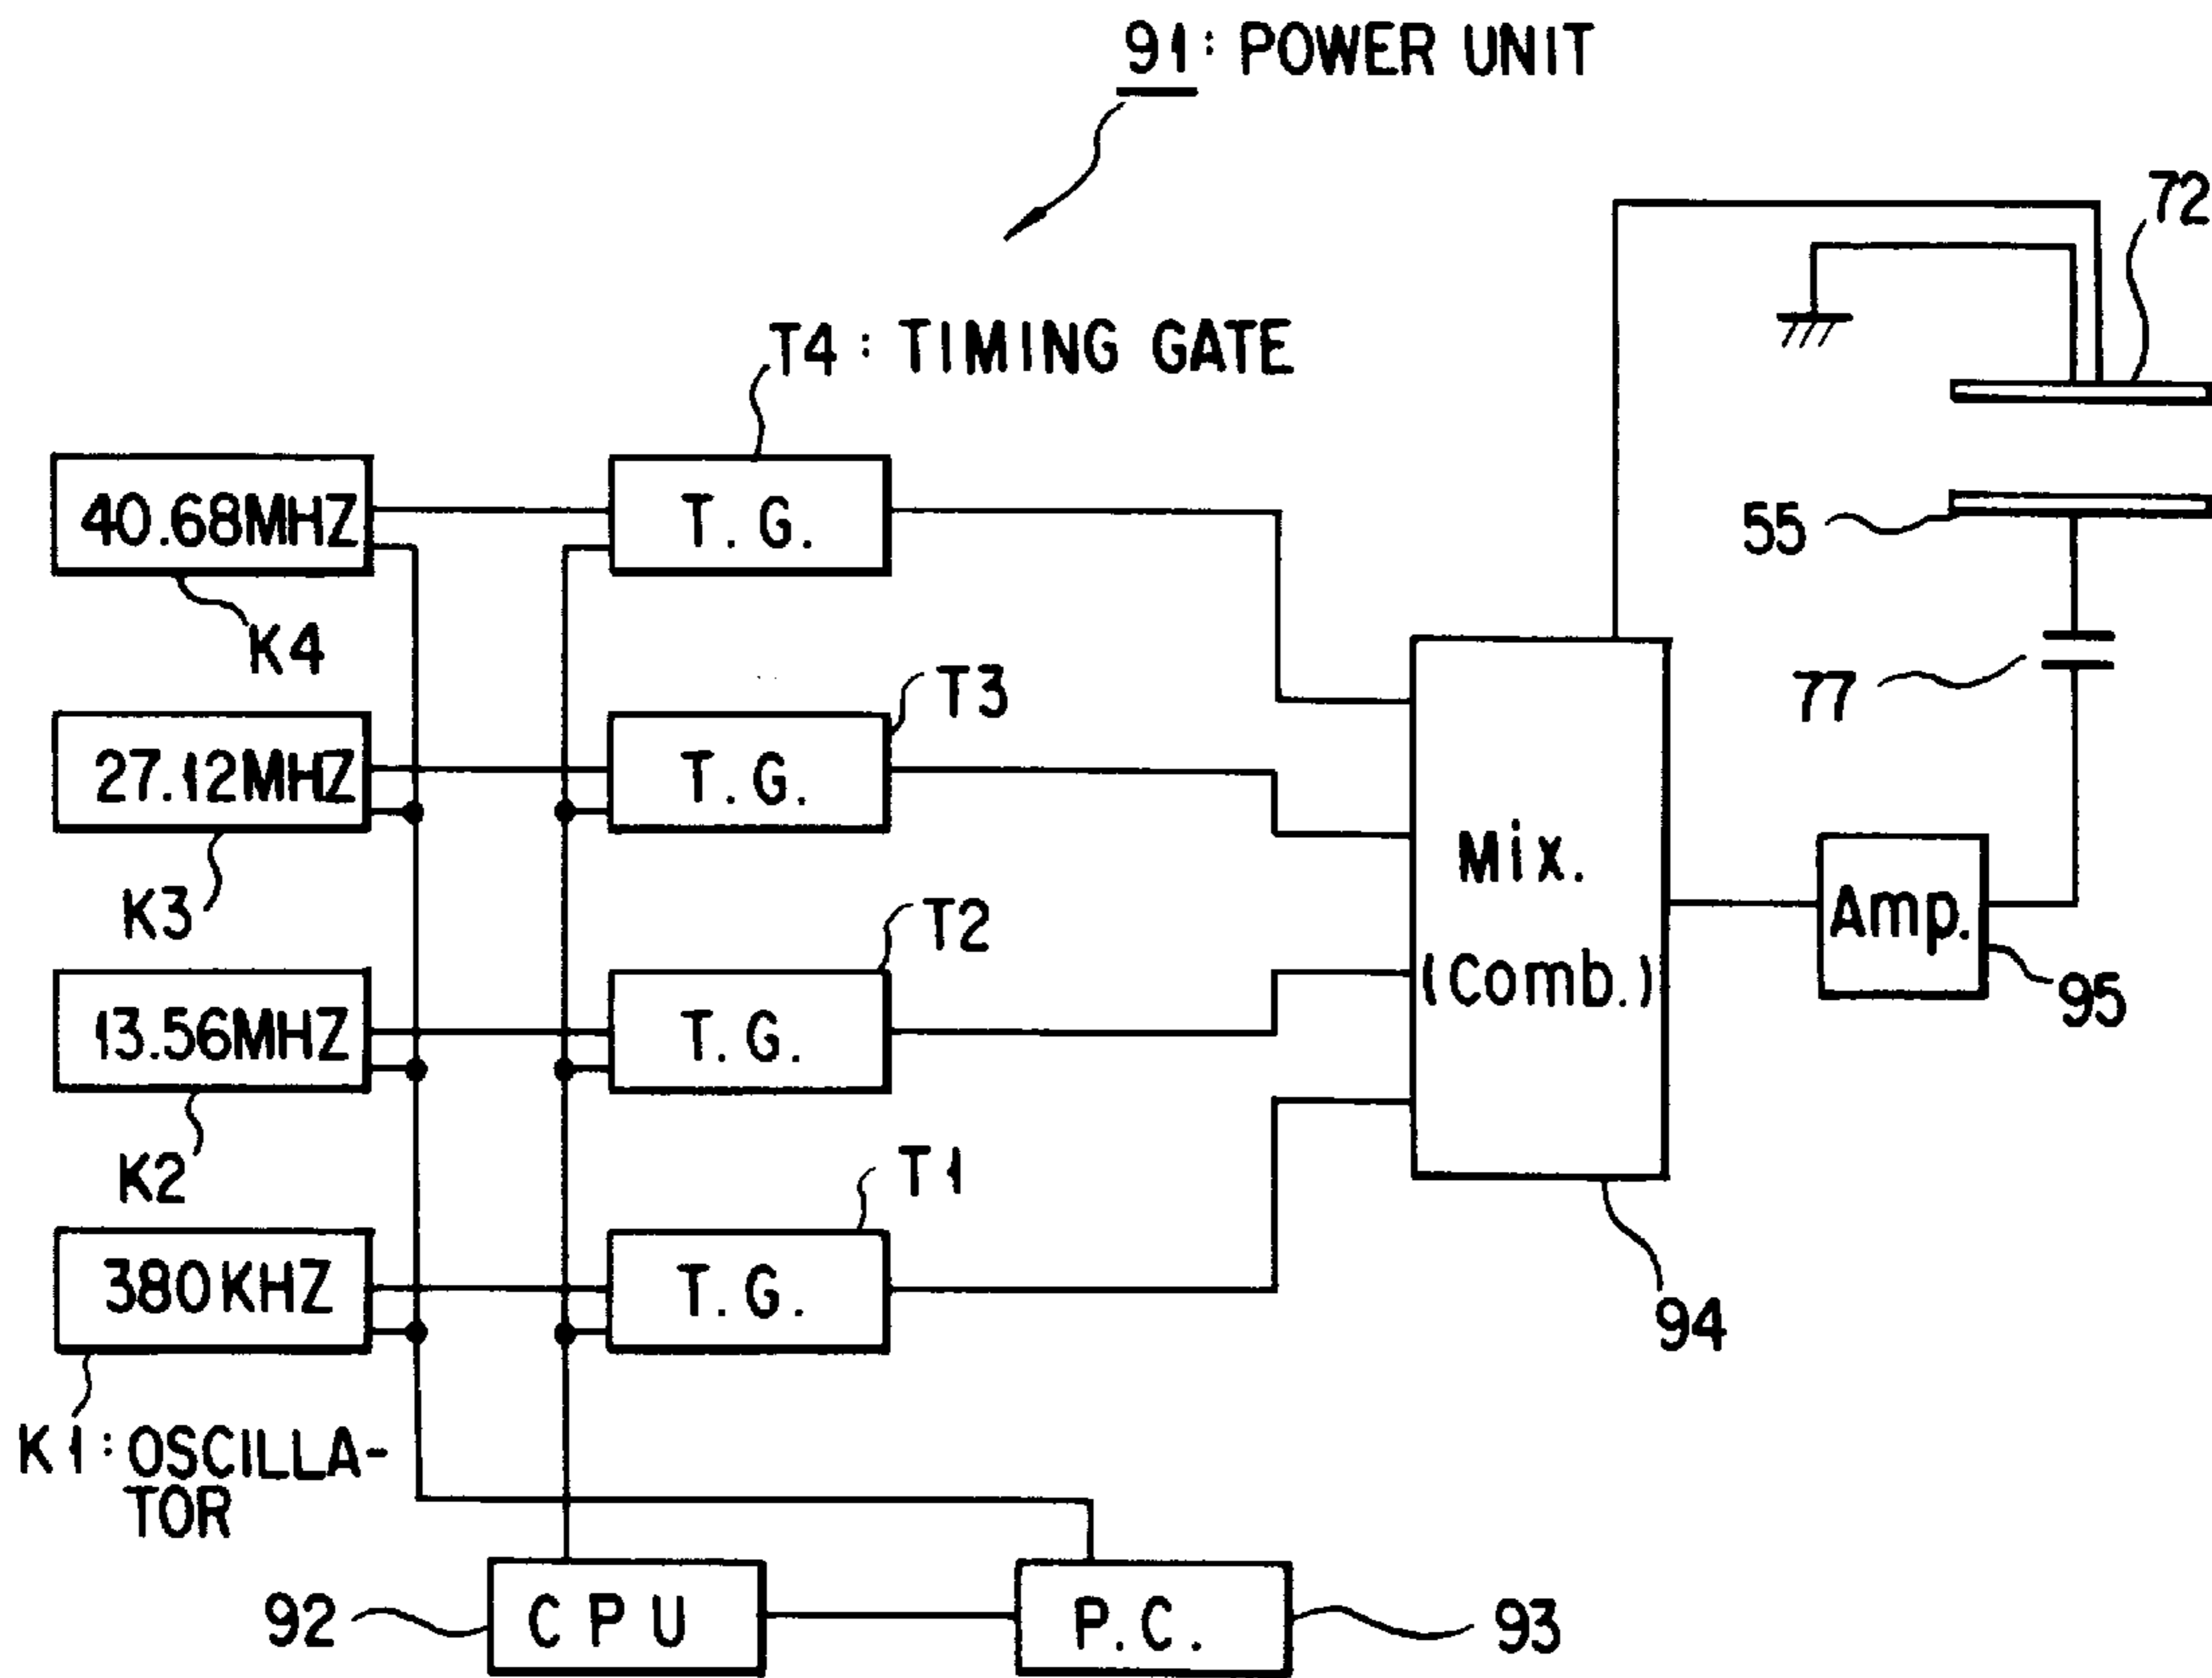 91: POWER UNIT
72
T4: TIMING GATE
40.68MHZ
T. G.
55
K4
T3
77
27.12MHZ
T. G.
Mix.
(Comb.)
K3
T2
Amp.
95
13.56MHZ
T. G.
K2
T1
380KHZ
T. G.
94
K1: OSCILLA-
TOR
92
CPU
P.C.
93